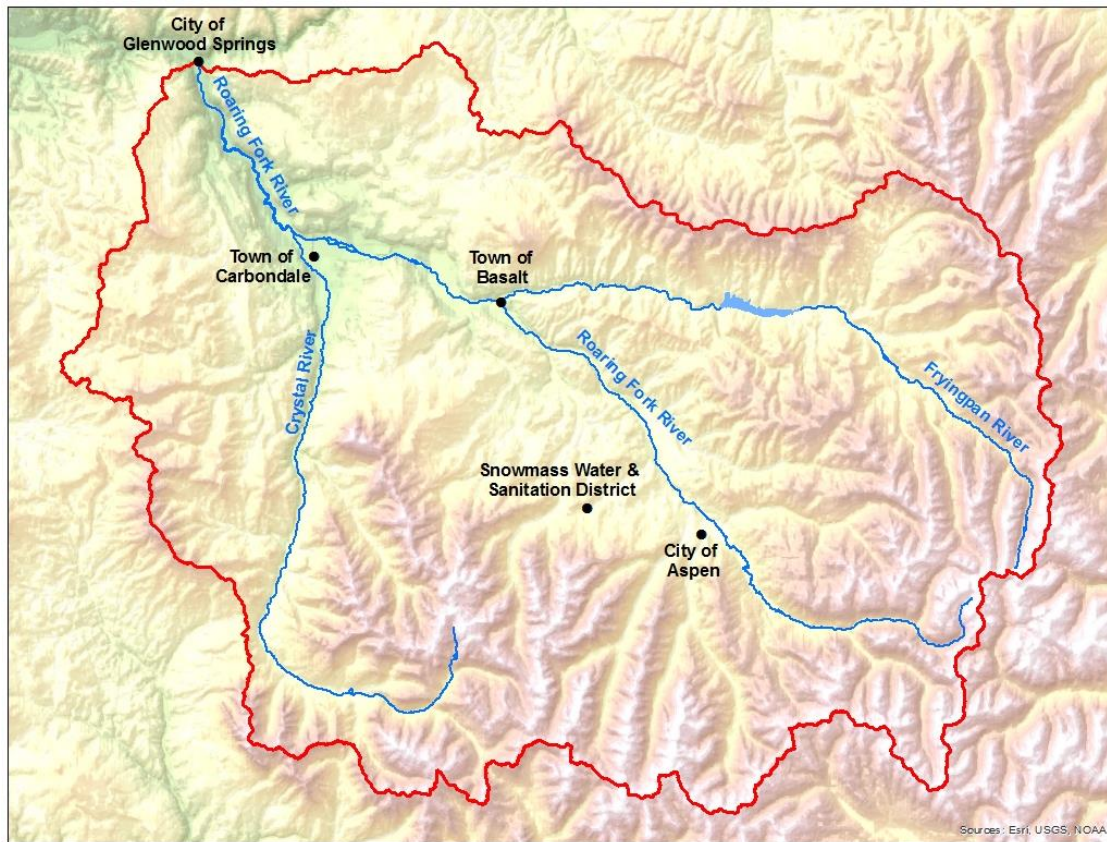 City of
Glenwood Springs
Roaring Fork River
Town of
Carbondale
Town of
Basalt
Crystal River
Roaring Fork River
Fryingpan River
Snowmass Water &
Sanitation District
City of
Aspen
Sources: Esri, USGS, NOAA